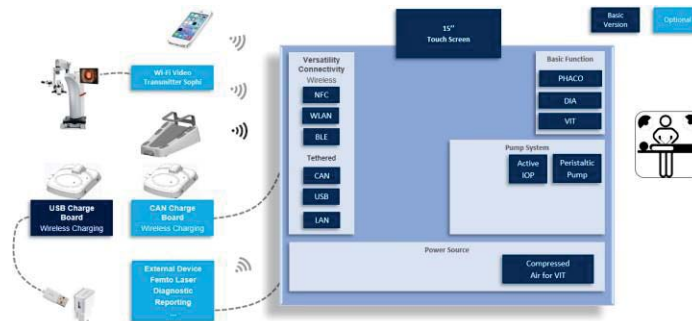 15"
Touch Screen
Basic
Version
Optional
Wi-Fi Video
Transmitter Sophi
Versatility
Connectivity
Wireless
NFC
WLAN
BLE
Tethered
CAN
USB
LAN
Basic Function
PHACO
DIA
VIT
Pump System
Active
IOP
Peristaltic
Pump
USB Charge
Board
Wireless Charging
CAN Charge
Board
Wireless Charging
External Device
Femto Laser
Diagnostic
Reporting
...
Power Source
Compressed
Air for VIT